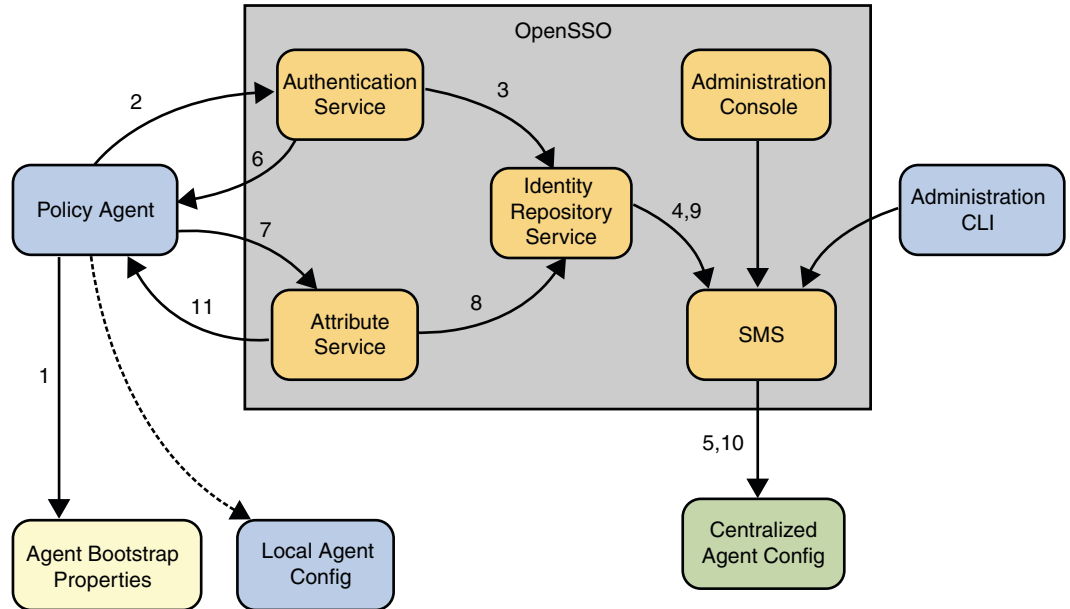 OpenSSO
Authentication
Service
Administration
Console
2
3
6
Policy Agent
Identity
Repository
Service
Administration
CLI
4,9
7
11
8
Attribute
Service
SMS
1
5,10
Agent Bootstrap
Properties
Local Agent
Config
Centralized
Agent Config